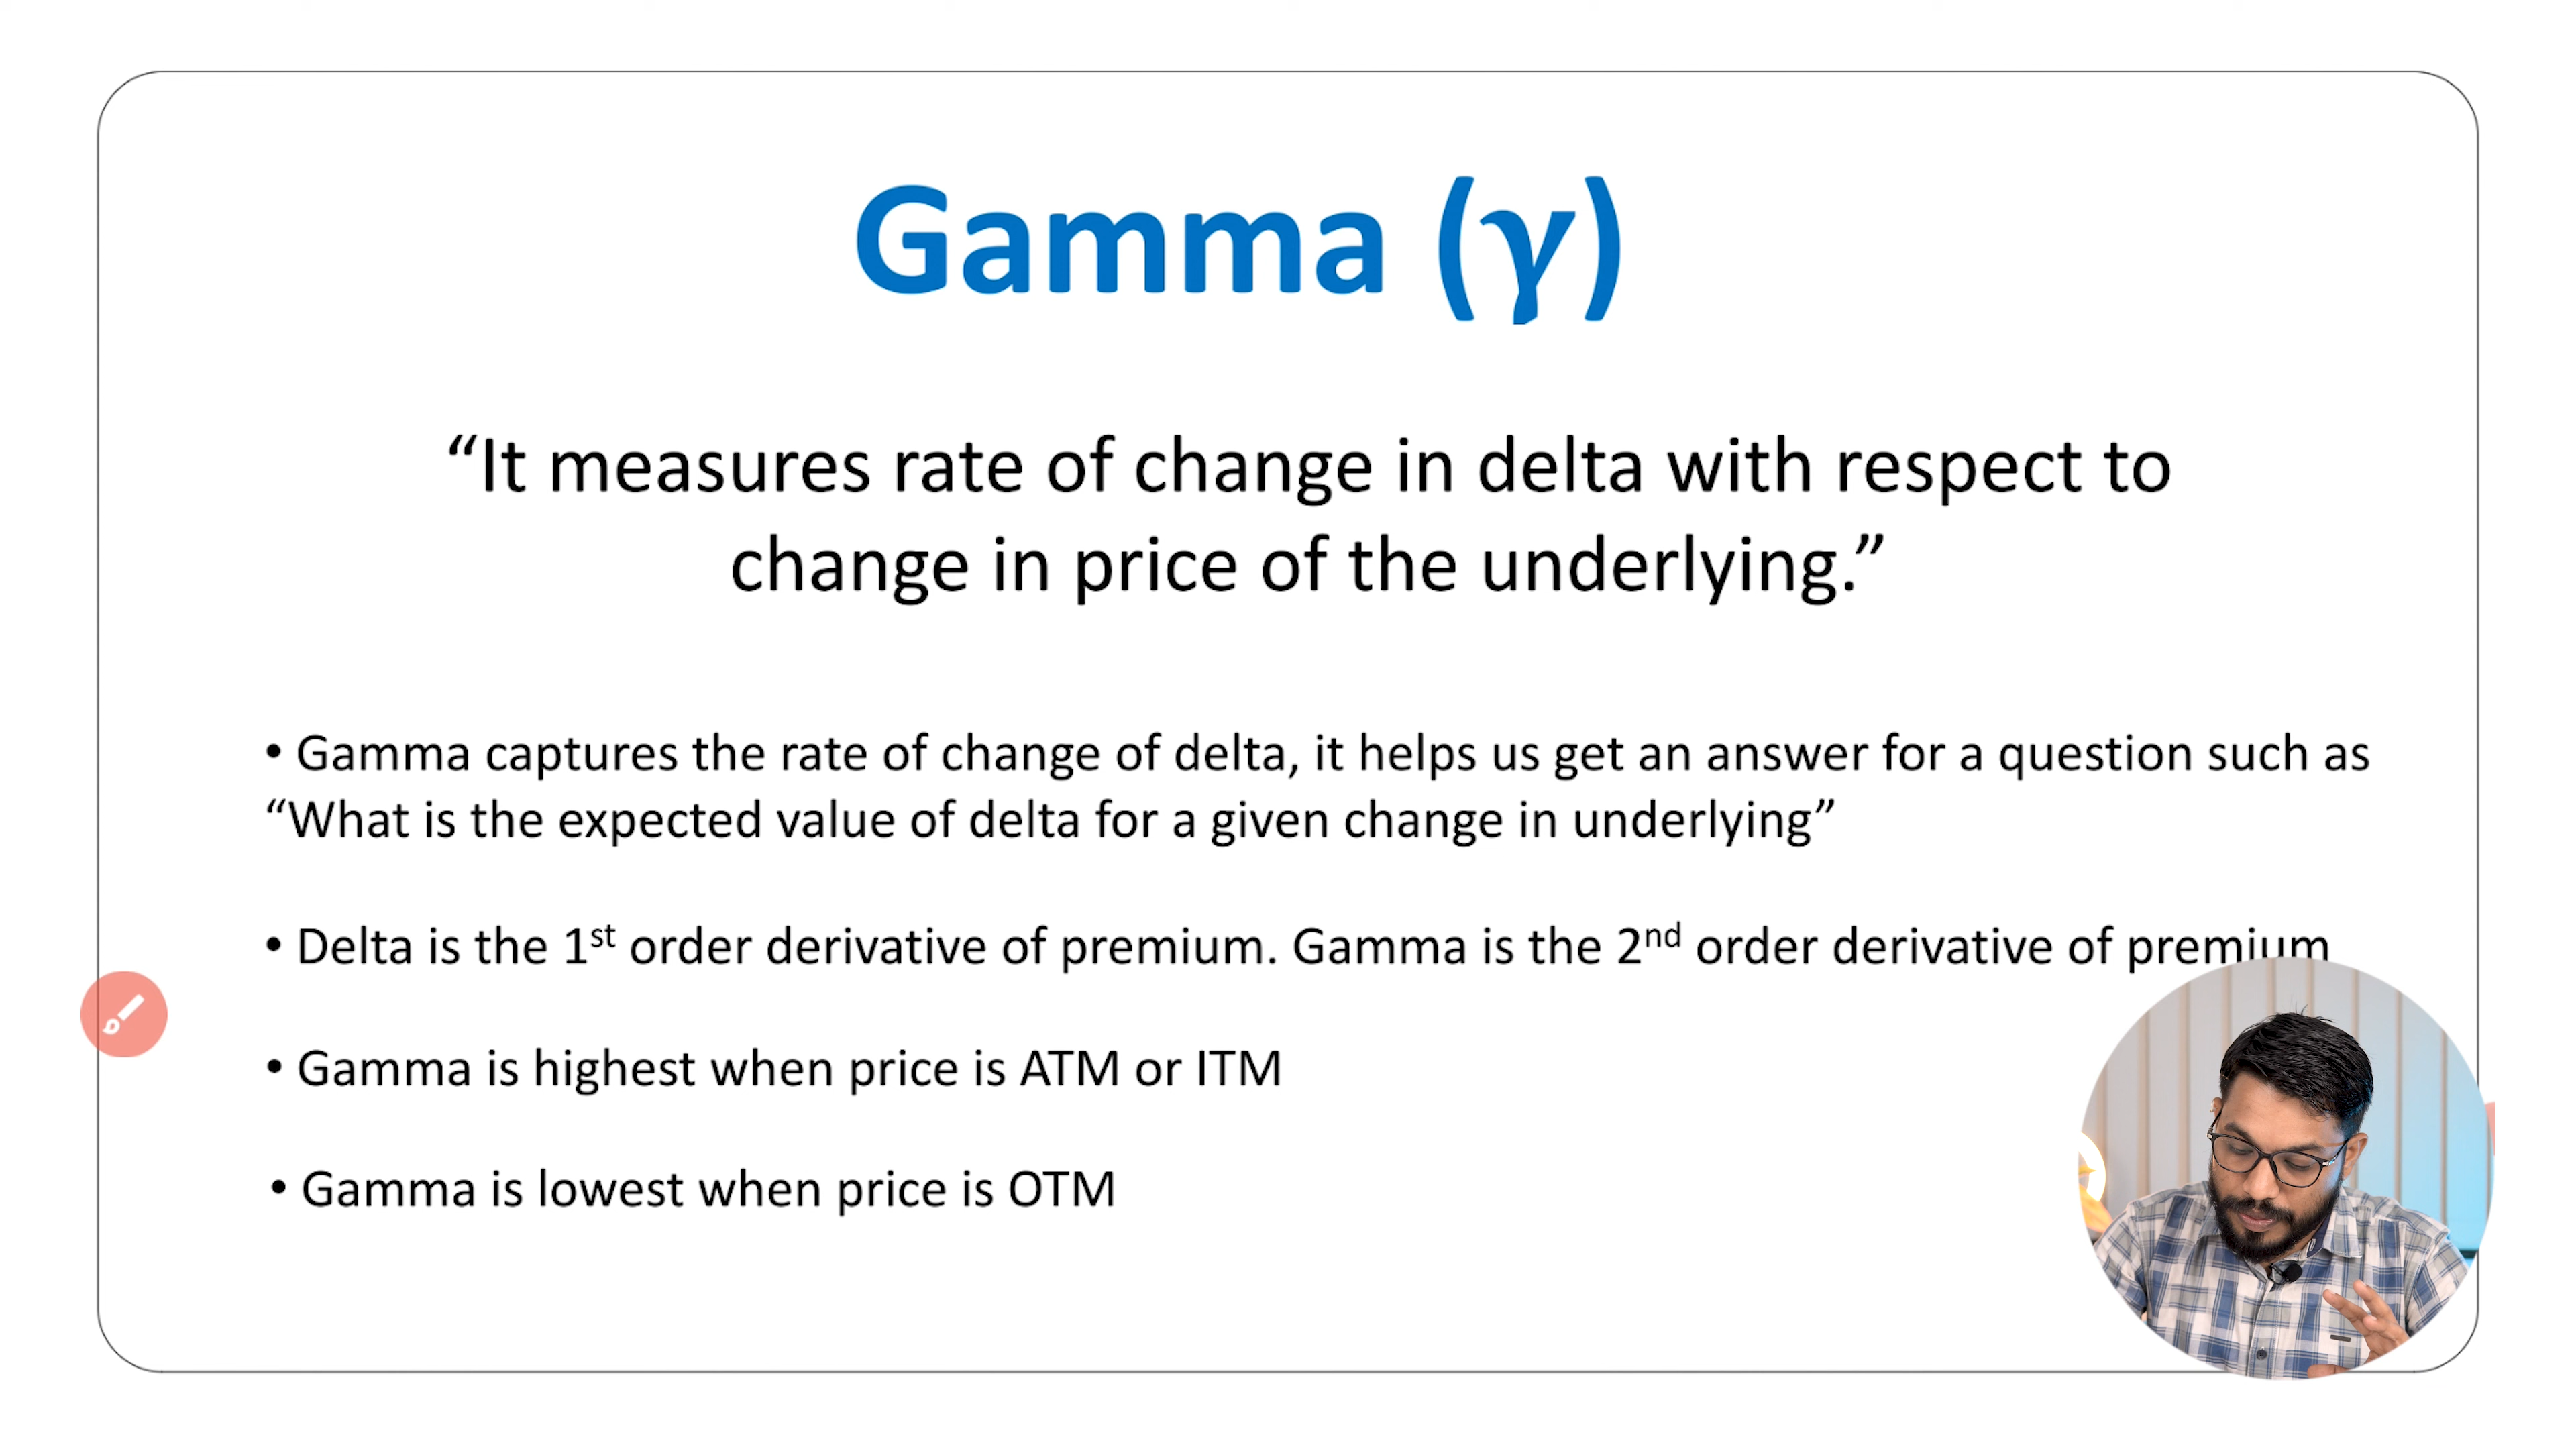 Gamma (γ)
“It measures rate of change in delta with respect to
change in price of the underlying.”
• Gamma captures the rate of change of delta, it helps us get an answer for a question such as
“What is the expected value of delta for a given change in underlying”
• Delta is the 1st order derivative of premium. Gamma is the 2nd order derivative of premium
• Gamma is highest when price is ATM or ITM
• Gamma is lowest when price is OTM